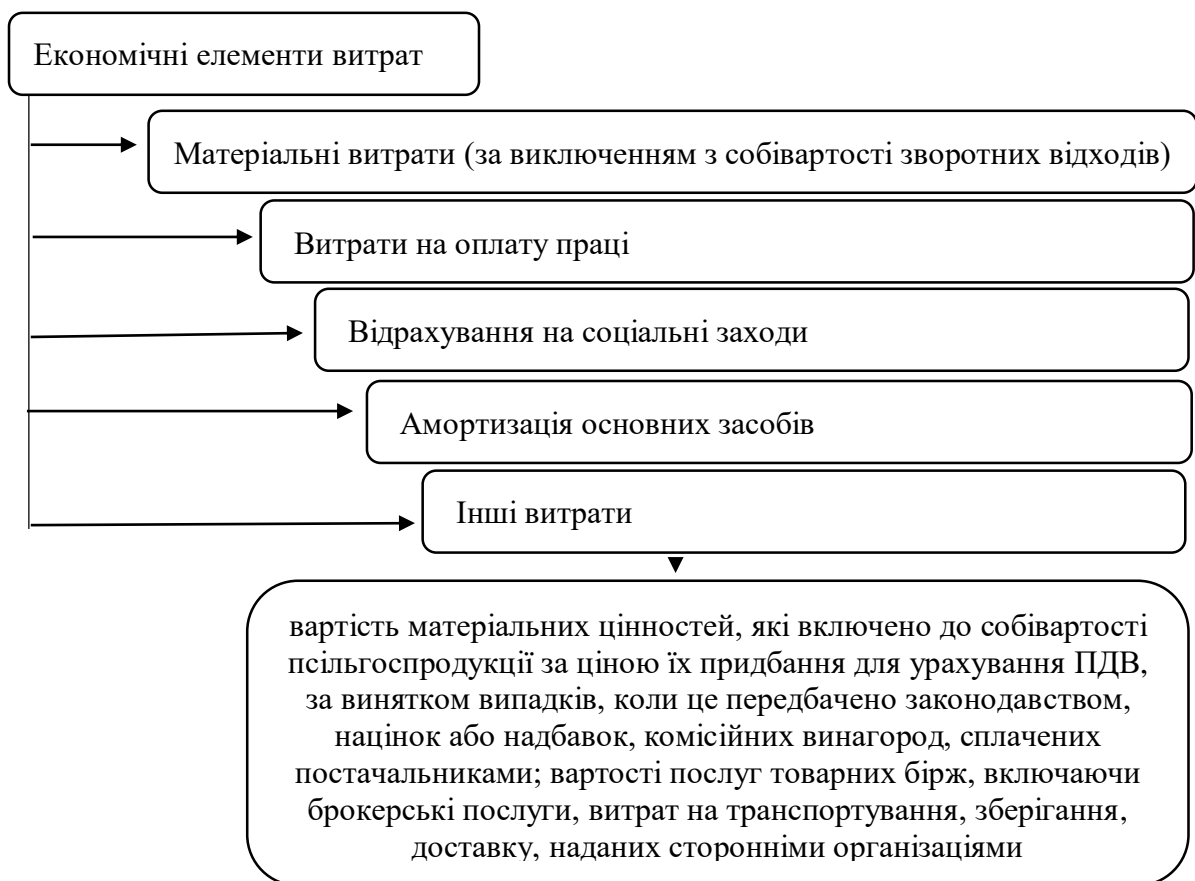 Економічні елементи витрат
Матеріальні витрати (за виключенням з собівартості зворотних відходів)
Витрати на оплату праці
Відрахування на соціальні заходи
Амортизація основних засобів
Інші витрати
вартість матеріальних цінностей, які включено до собівартості
псільгоспродукції за ціною їх придбання для урахування ПДВ,
за винятком випадків, коли це передбачено законодавством,
націнок або надбавок, комісійних винагород, сплачених
постачальниками; вартості послуг товарних бірж, включаючи
брокерські послуги, витрат на транспортування, зберігання,
доставку, наданих сторонніми організаціями